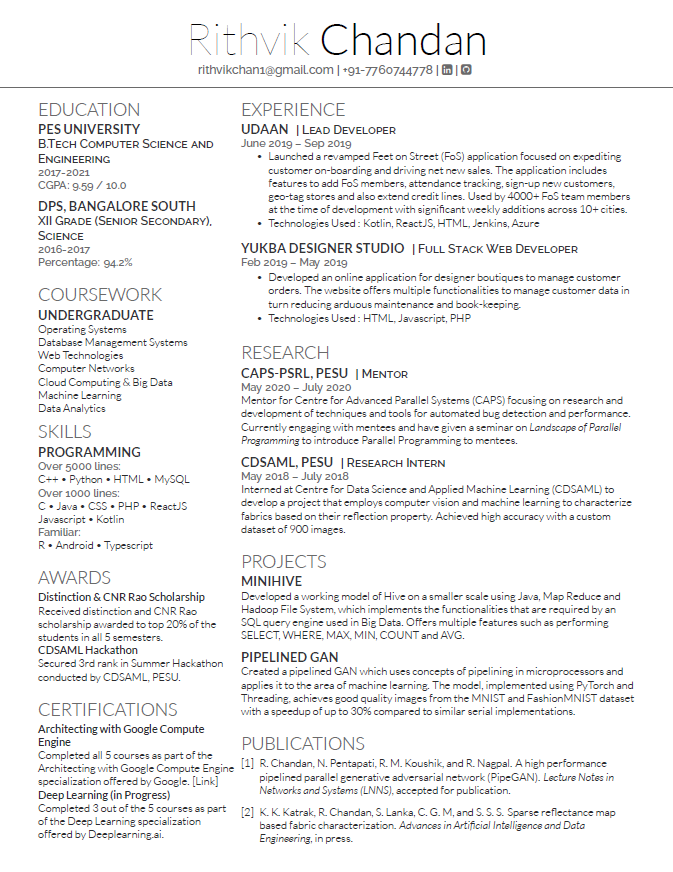 Rithvik Chandan
rithvikchan1@gmail.com | +91-7760744778 | |
EDUCATION
PES UNIVERSITY
B.Tech Computer Science and
Engineering
2017-2021
CGPA: 9.59 / 10.0
DPS, BANGALORE SOUTH
XII Grade (Senior Secondary),
Science
2016-2017
Percentage: 94.2%
COURSEWORK
UNDERGRADUATE
Operating Systems
Database Management Systems
Web Technologies
Computer Networks
Cloud Computing & Big Data
Machine Learning
Data Analytics
SKILLS
PROGRAMMING
Over 5000 lines:
C++ • Python • HTML • MySQL
Over 1000 lines:
C • Java • CSS • PHP • ReactJS
Javascript • Kotlin
Familiar:
R • Android • Typescript
AWARDS
Distinction & CNR Rao Scholarship
Received distinction and CNR Rao
scholarship awarded to top 20% of the
students in all 5 semesters.
CDSAML Hackathon
Secured 3rd rank in Summer Hackathon
conducted by CDSAML, PESU.
CERTIFICATIONS
Architecting with Google Compute
Engine
Completed all 5 courses as part of the
Architecting with Google Compute Engine
specialization offered by Google. [Link]
Deep Learning (in Progress)
Completed 3 out of the 5 courses as part
of the Deep Learning specialization
offered by Deeplearning.ai.
EXPERIENCE
UDAAN | Lead Developer
June 2019 – Sep 2019
• Launched a revamped Feet on Street (FoS) application focused on expediting
customer on-boarding and driving net new sales. The application includes
features to add FoS members, attendance tracking, sign-up new customers,
geo-tag stores and also extend credit lines. Used by 4000+ FoS team members
at the time of development with significant weekly additions across 10+ cities.
• Technologies Used : Kotlin, ReactJS, HTML, Jenkins, Azure
YUKBA DESIGNER STUDIO | Full Stack Web Developer
Feb 2019 – May 2019
• Developed an online application for designer boutiques to manage customer
orders. The website offers multiple functionalities to manage customer data in
turn reducing arduous maintenance and book-keeping.
• Technologies Used : HTML, Javascript, PHP
RESEARCH
CAPS-PSRL, PESU | Mentor
May 2020 – July 2020
Mentor for Centre for Advanced Parallel Systems (CAPS) focusing on research and
development of techniques and tools for automated bug detection and performance.
Currently engaging with mentees and have given a seminar on Landscape of Parallel
Programming to introduce Parallel Programming to mentees.
CDSAML, PESU | Research Intern
May 2018 – July 2018
Interned at Centre for Data Science and Applied Machine Learning (CDSAML) to
develop a project that employs computer vision and machine learning to characterize
fabrics based on their reflection property. Achieved high accuracy with a custom
dataset of 900 images.
PROJECTS
MINIHIVE
Developed a working model of Hive on a smaller scale using Java, Map Reduce and
Hadoop File System, which implements the functionalities that are required by an
SQL query engine used in Big Data. Offers multiple features such as performing
SELECT, WHERE, MAX, MIN, COUNT and AVG.
PIPELINED GAN
Created a pipelined GAN which uses concepts of pipelining in microprocessors and
applies it to the area of machine learning. The model, implemented using PyTorch and
Threading, achieves good quality images from the MNIST and FashionMNIST dataset
with a speedup of up to 30% compared to similar serial implementations.
PUBLICATIONS
[1] R. Chandan, N. Pentapati, R. M. Koushik, and R. Nagpal. A high performance
pipelined parallel generative adversarial network (PipeGAN). Lecture Notes in
Networks and Systems (LNNS), accepted for publication.
[2] K. K. Katrak, R. Chandan, S. Lanka, C. G. M, and S. S. S. Sparse reflectance map
based fabric characterization. Advances in Artificial Intelligence and Data
Engineering, in press.